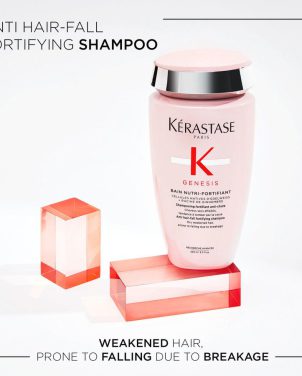 NTI HAIR-FALL
ORTIFYING SHAMPOO
KÉRASTASE
PARIS
K
GENESIS
BAIN NUTRI-FORTIFIANT
WEAKENED HAIR,
PRONE TO FALLING DUE TO BREAKAGE